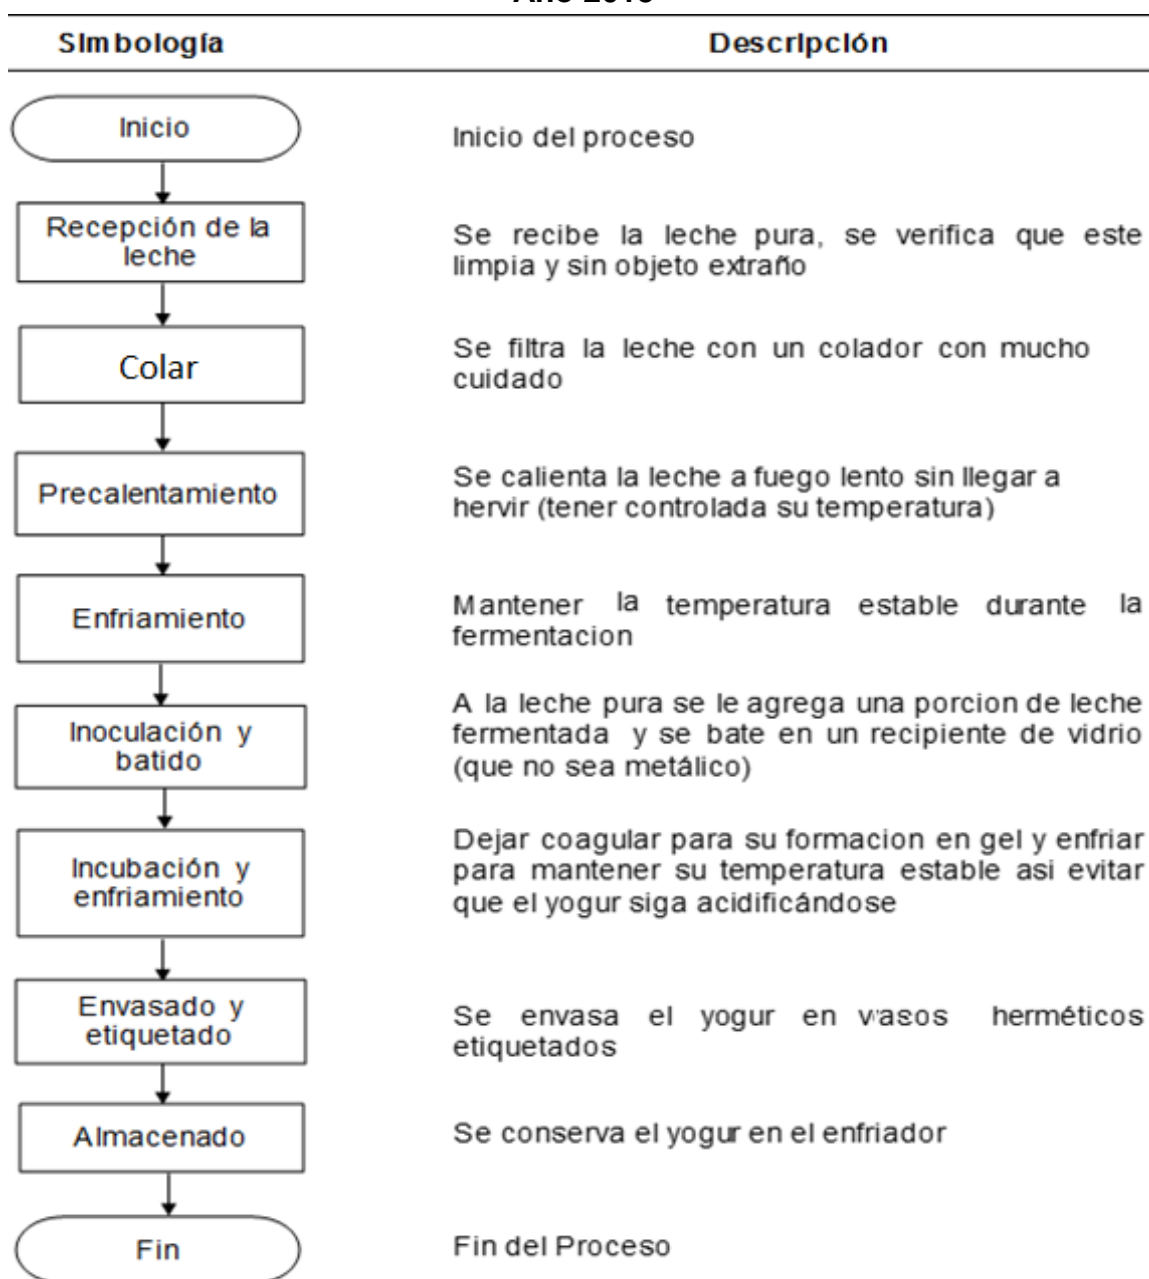 Simbología Descripción
Inicio
Inicio del proceso
Recepción de la
leche
Se recibe la leche pura, se verifica que este
limpia y sin objeto extraño
Colar
Se filtra la leche con un colador con mucho
cuidado
Precalentamiento
Se calienta la leche a fuego lento sin llegar a
hervir (tener controlada su temperatura)
Enfriamiento
Mantener la temperatura estable durante la
fermentacion
Inoculación y
batido
A la leche pura se le agrega una porcion de leche
fermentada y se bate en un recipiente de vidrio
(que no sea metálico)
Incubación y
enfriamiento
Dejar coagular para su formacion en gel y enfriar
para mantener su temperatura estable asi evitar
que el yogur siga acidificándose
Envasado y
etiquetado
Se envasa el yogur en vasos herméticos
etiquetados
Almacenado
Se conserva el yogur en el enfriador
Fin
Fin del Proceso